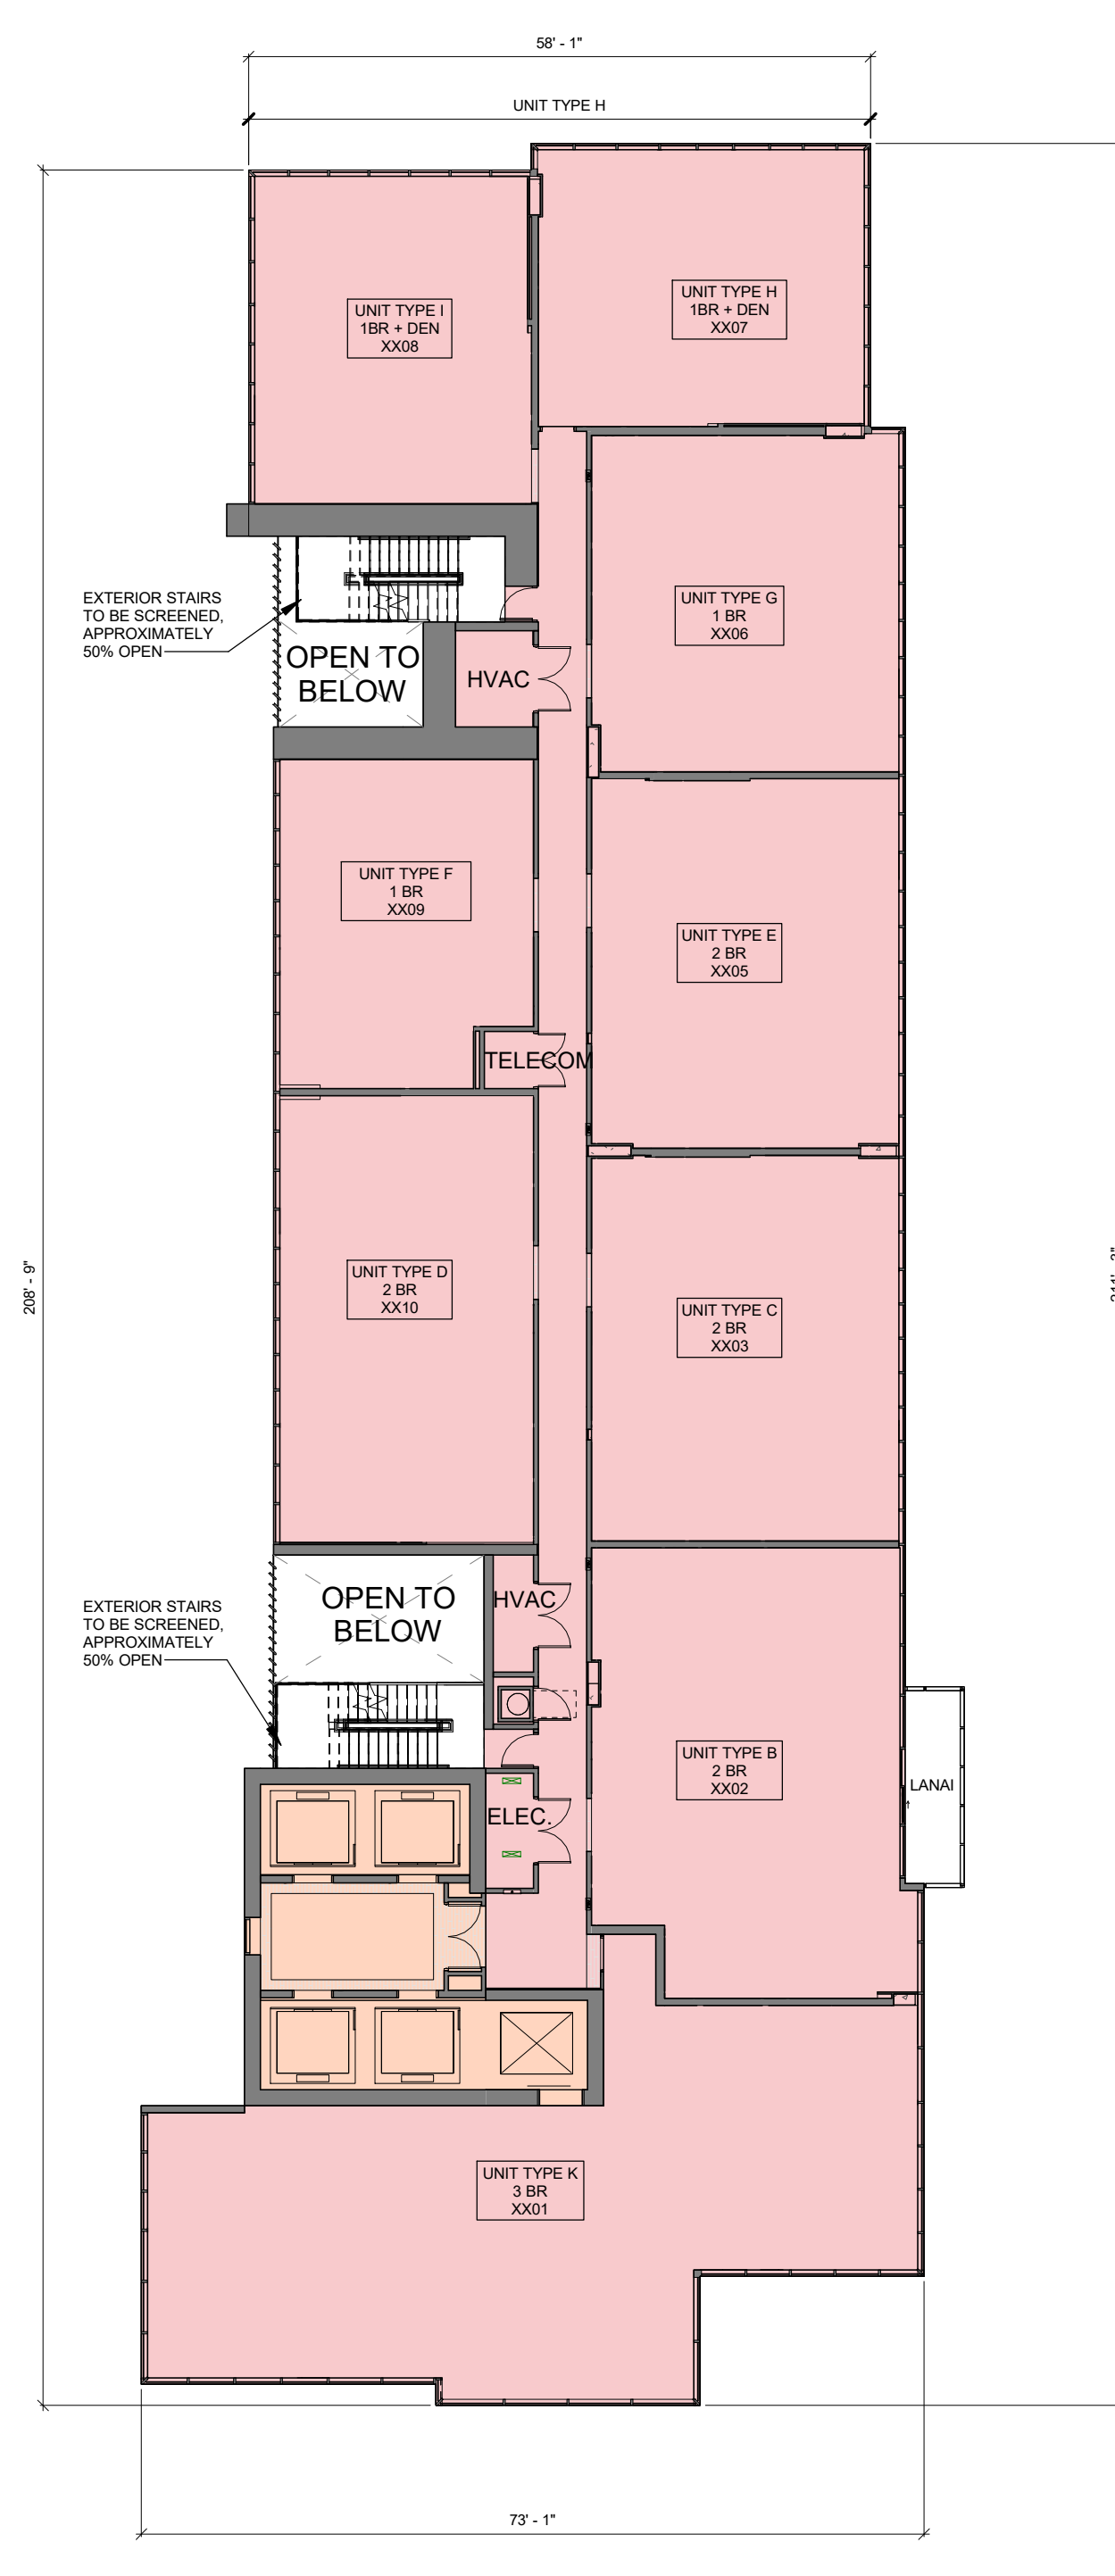 58' - 1"
UNIT TYPE H
UNIT TYPE I
1BR + DEN
XX08
UNIT TYPE H
1BR + DEN
XX07
EXTERIOR STAIRS
TO BE SCREENED,
APPROXIMATELY
50% OPEN
OPEN TO
BELOW
HVAC
UNIT TYPE G
1 BR
XX06
UNIT TYPE F
1 BR
XX09
UNIT TYPE E
2 BR
XX05
TELECOM
208' - 9"
UNIT TYPE D
2 BR
XX10
UNIT TYPE C
2 BR
XX03
EXTERIOR STAIRS
TO BE SCREENED,
APPROXIMATELY
50% OPEN
OPEN TO
BELOW
HVAC
UNIT TYPE B
2 BR
XX02
LANAI
ELEC.
UNIT TYPE K
3 BR
XX01
73' - 1"